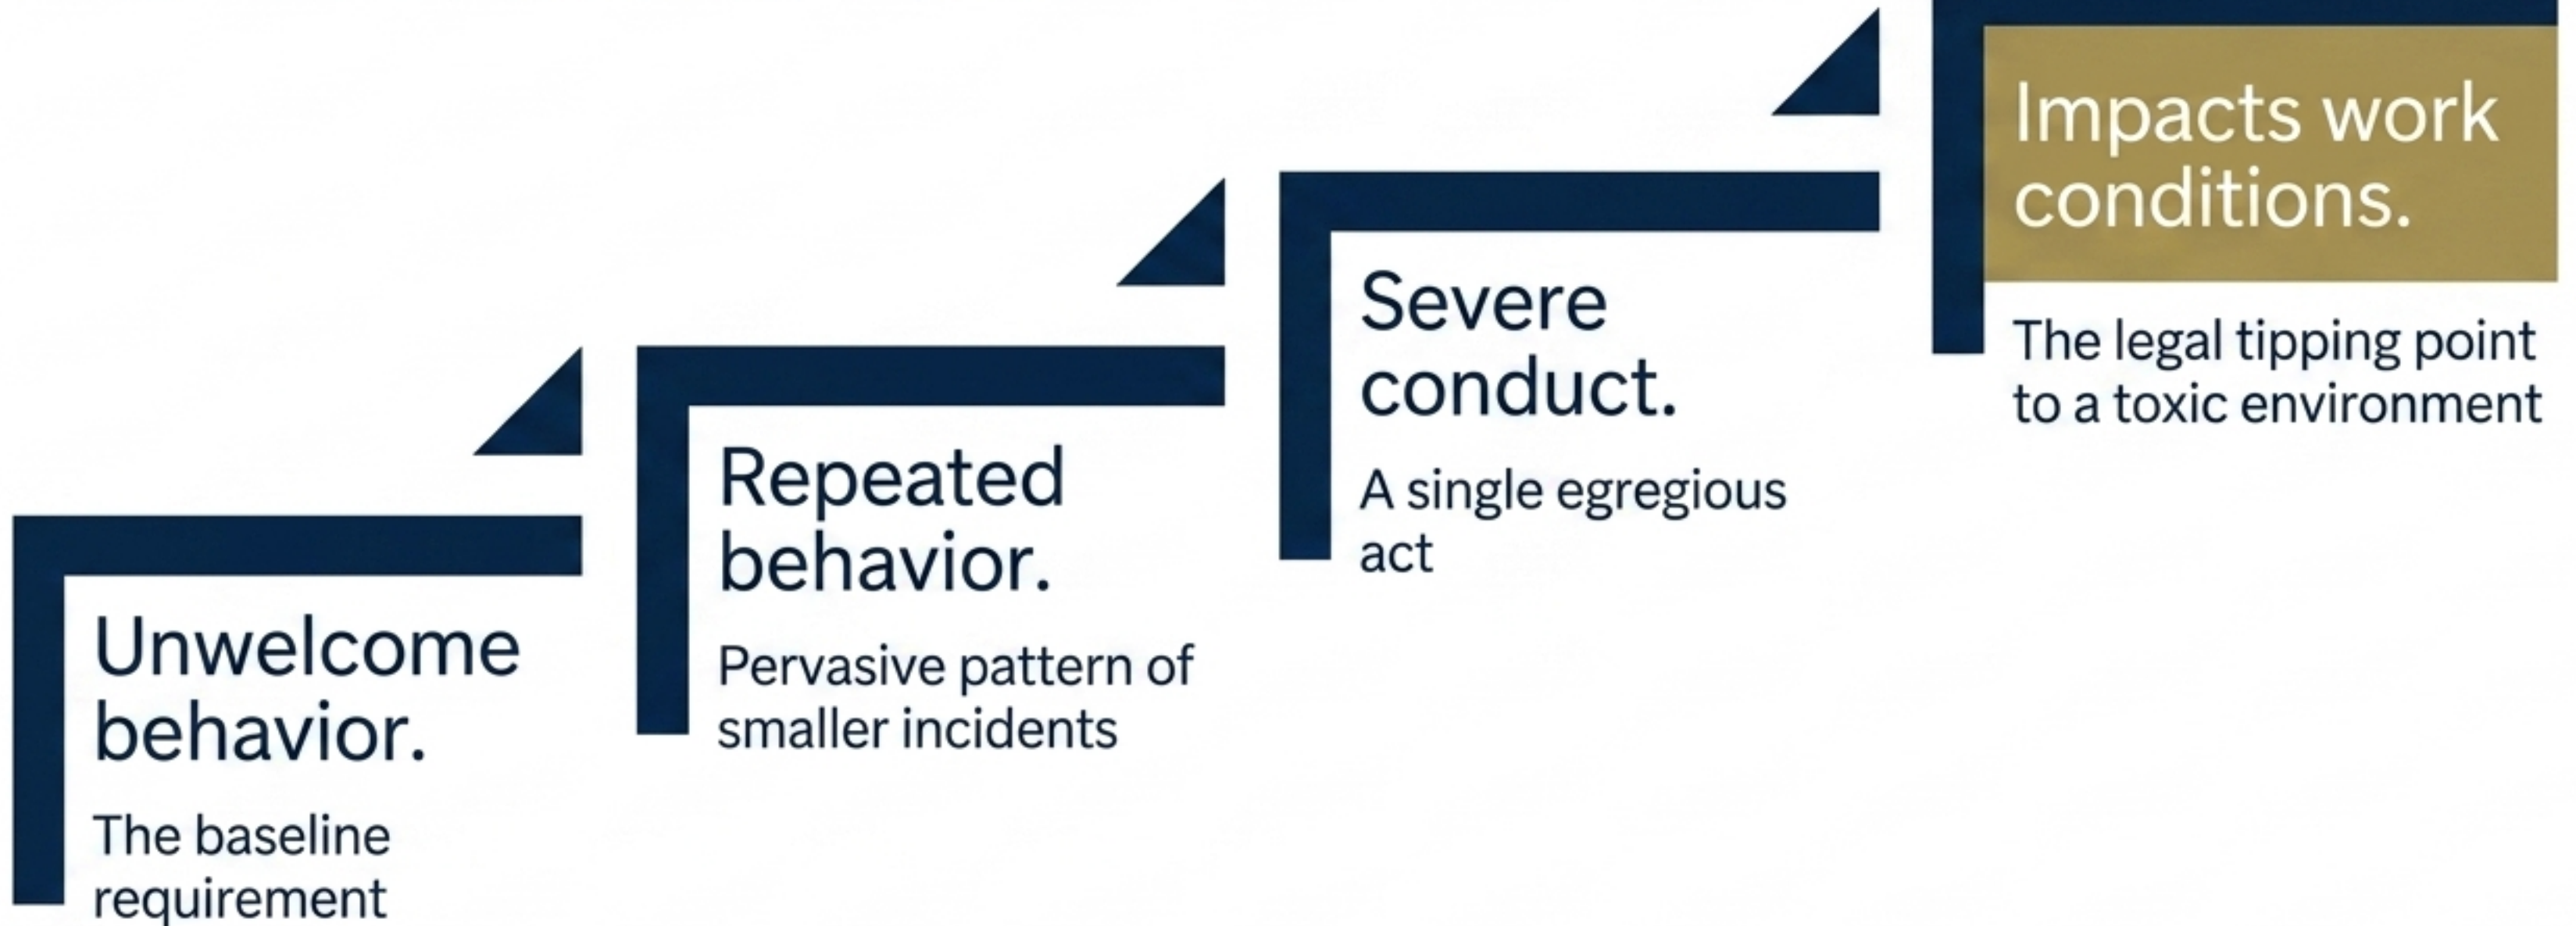 Unwelcome
behavior.
The baseline
requirement
Repeated
behavior.
Pervasive pattern of
smaller incidents
Severe
conduct.
A single egregious
act
Impacts work
conditions.
The legal tipping point
to a toxic environment